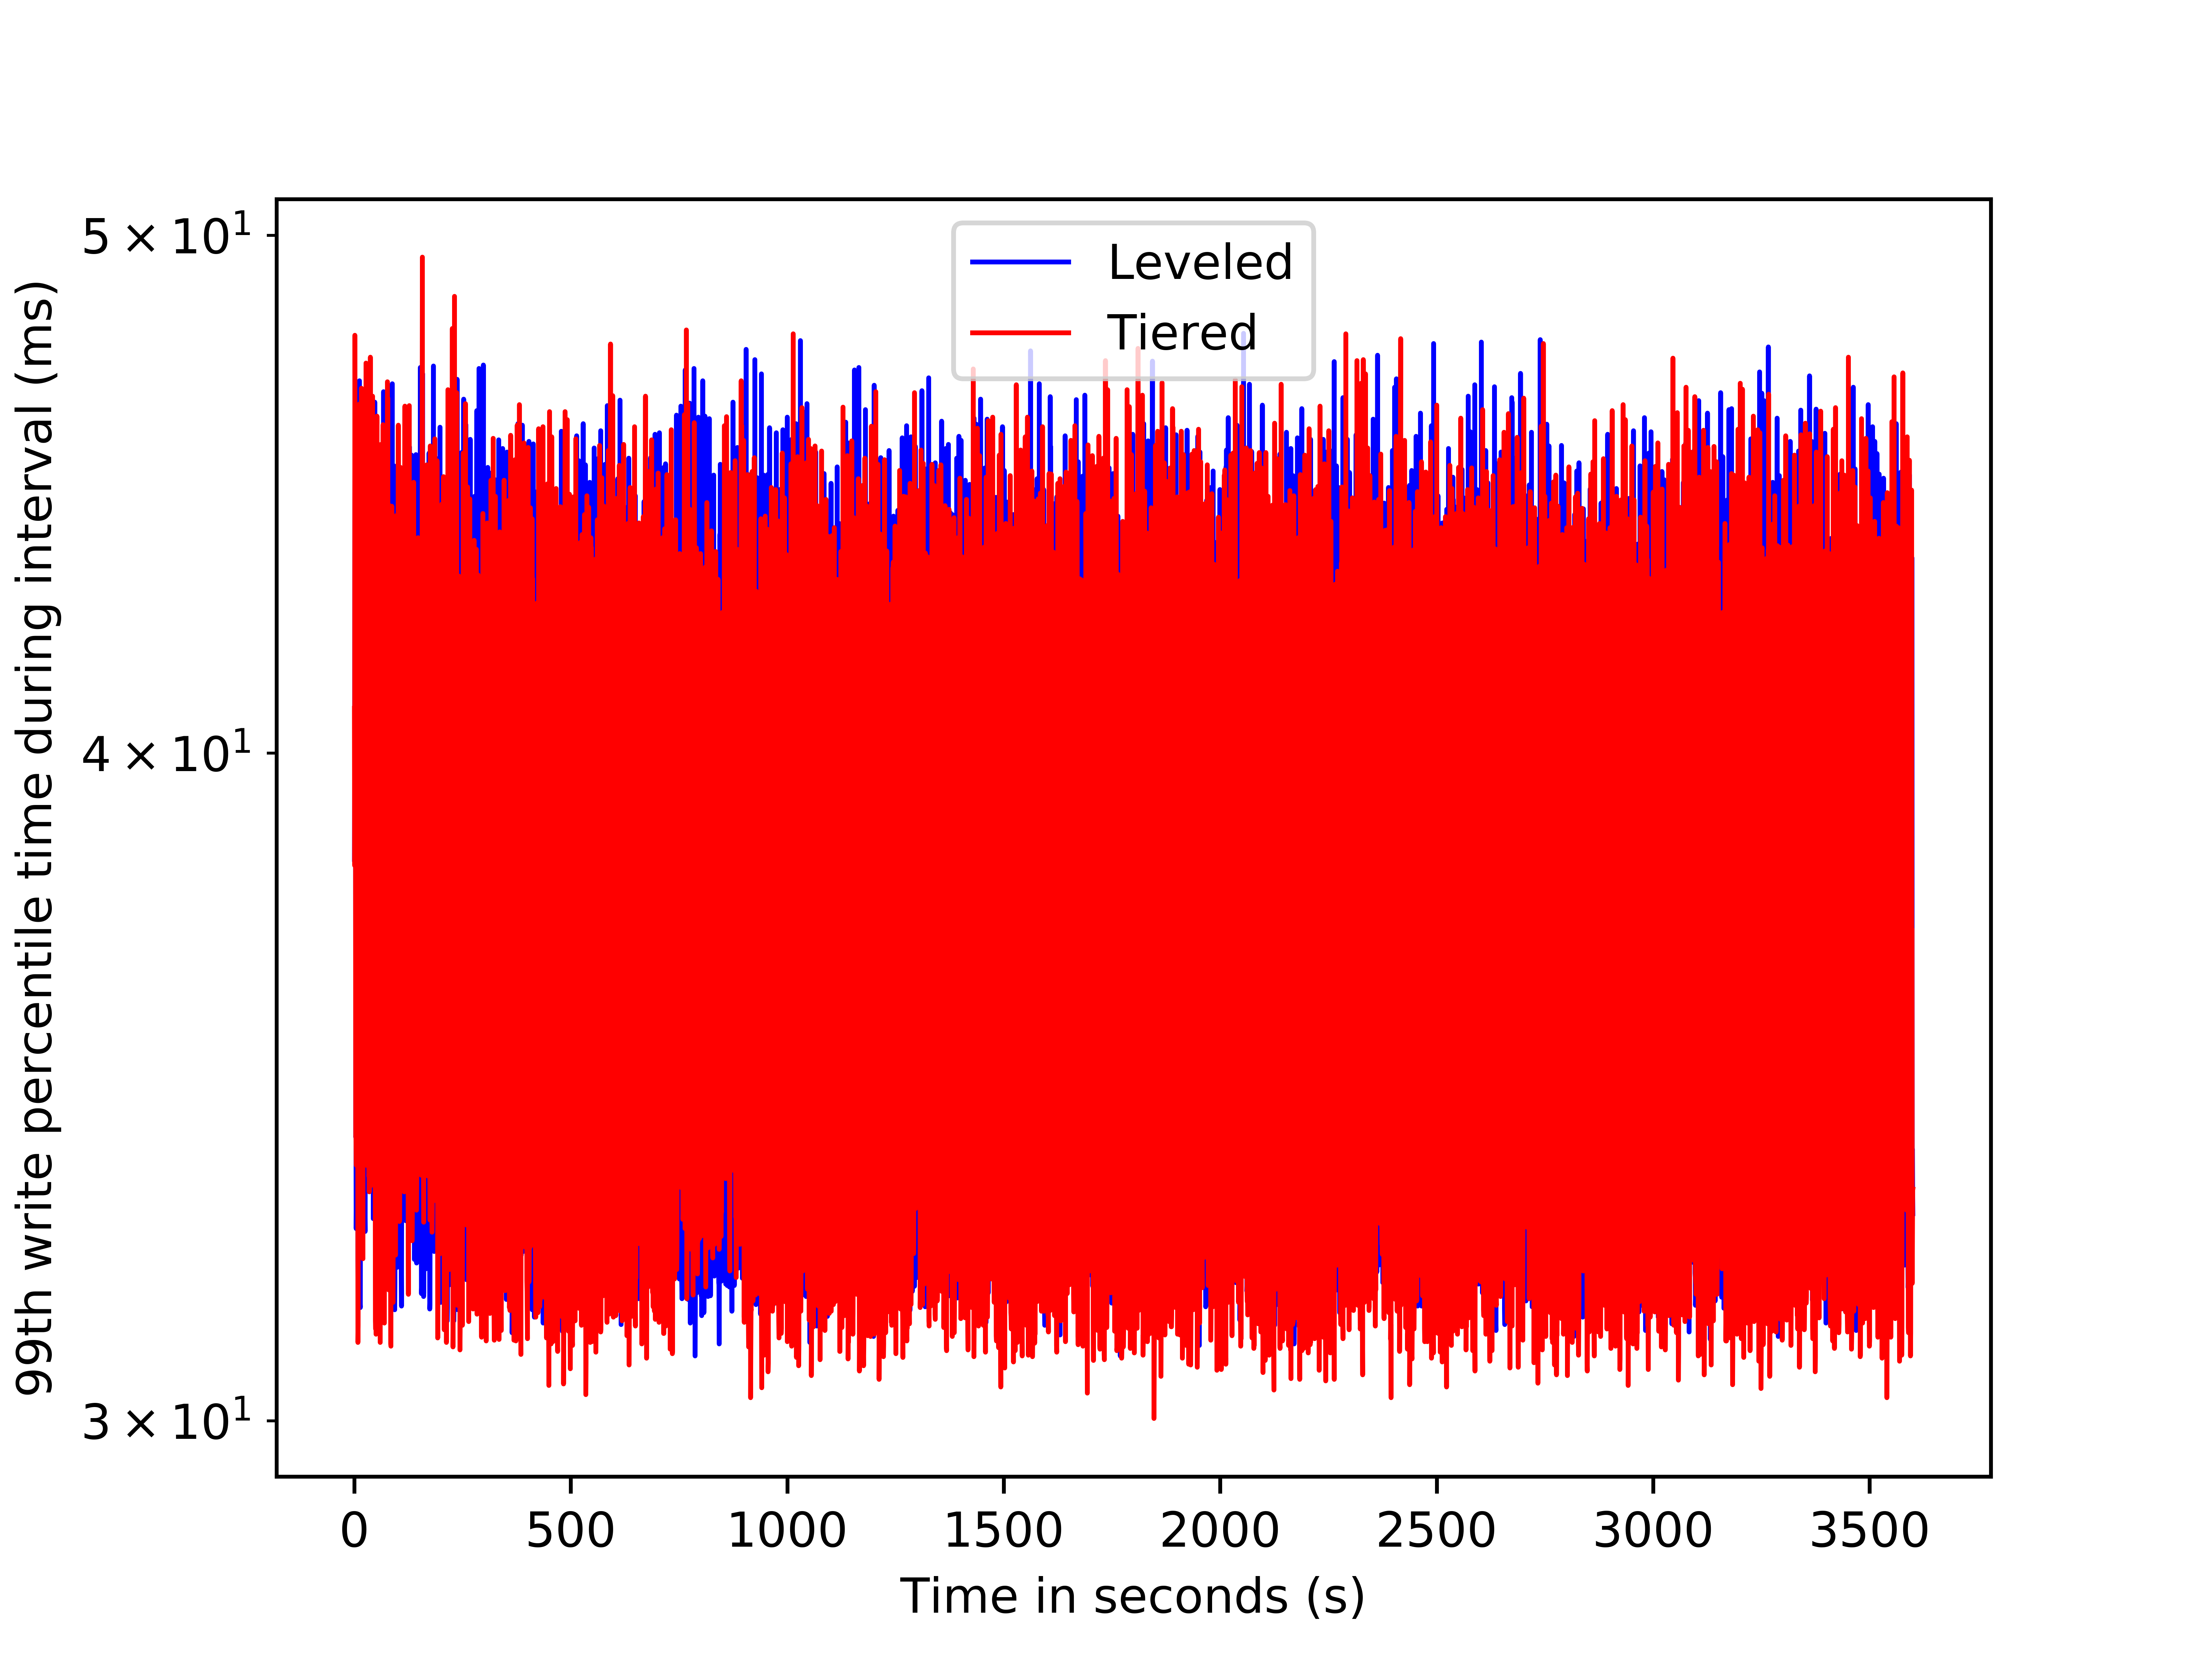 99th write percentile time during interval (ms)
5 × 10¹
4 × 10¹
3 × 10¹
Leveled
Tiered
0 500 1000 1500 2000 2500 3000 3500
Time in seconds (s)